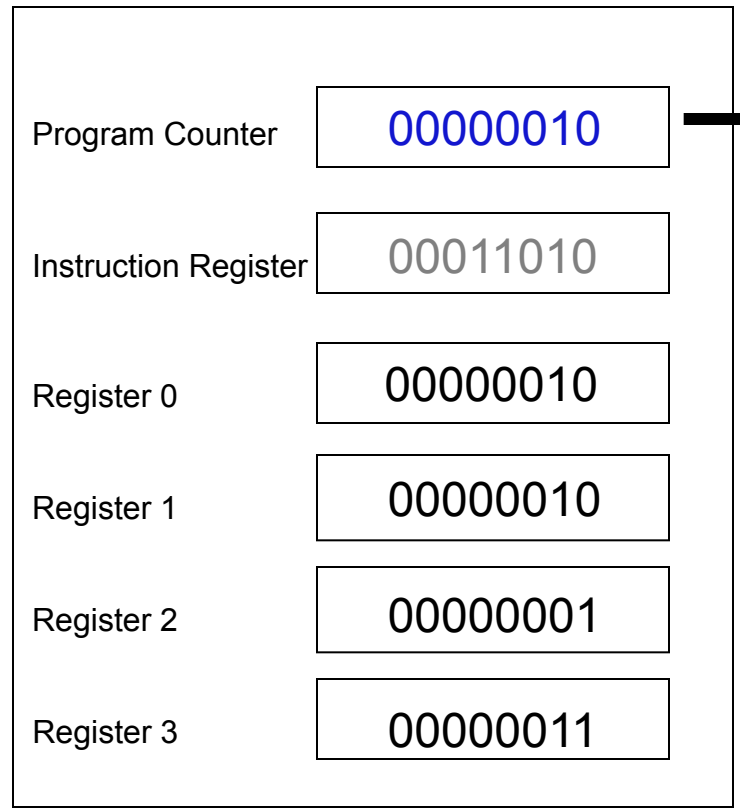 Program Counter 00000010
Instruction Register 00011010
Register 0 00000010
Register 1 00000010
Register 2 00000001
Register 3 00000011